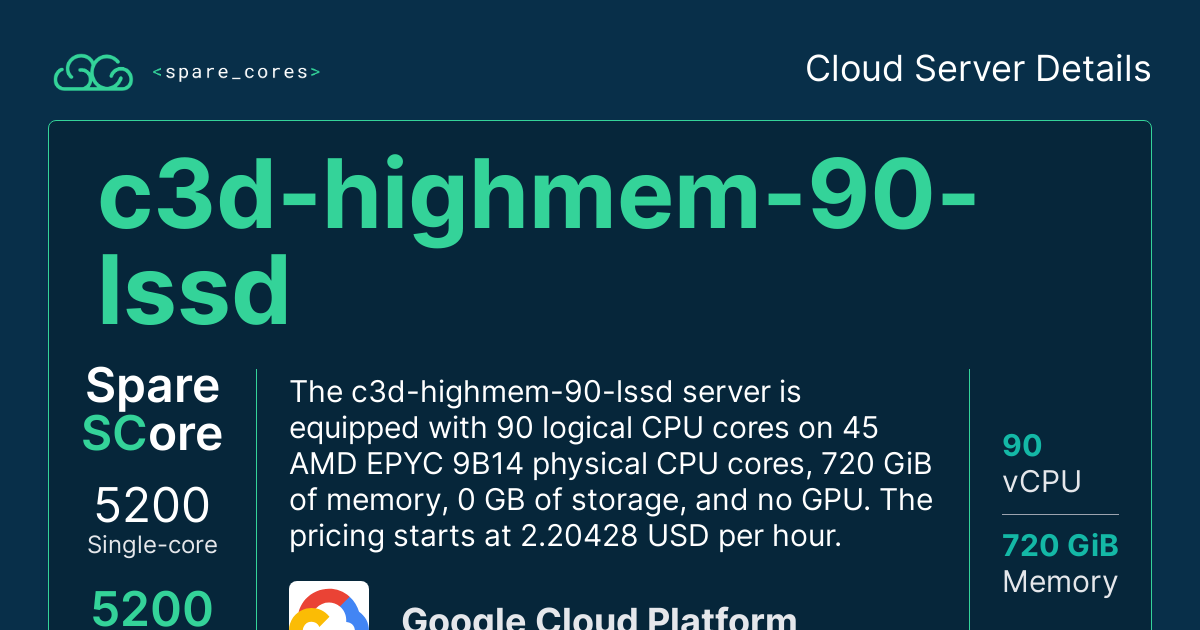 <spare_cores>
Cloud Server Details
c3d-highmem-90-
lssd
Spare
SCore
5200
Single-core
5200
The c3d-highmem-90-lssd server is
equipped with 90 logical CPU cores on 45
AMD EPYC 9B14 physical CPU cores, 720 GiB
of memory, 0 GB of storage, and no GPU. The
pricing starts at 2.20428 USD per hour.
Google Cloud Platform
90
vCPU
720 GiB
Memory